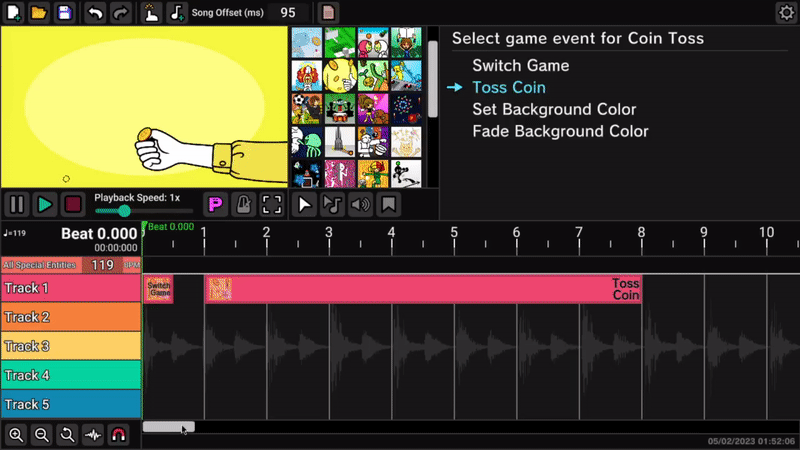 Song Offset (ms) 95
Select game event for Coin Toss
Switch Game
Toss Coin
Set Background Color
Fade Background Color
Playback Speed: 1x
P
♩=119 Beat 0.000
00:00:000
Beat 0.000
1 2 3 4 5 6 7 8 9 10
All Special Entities 119 BPM
Track 1
Switch
Game
Toss
Coin
Track 2
Track 3
Track 4
Track 5
05/02/2023 01:52:06